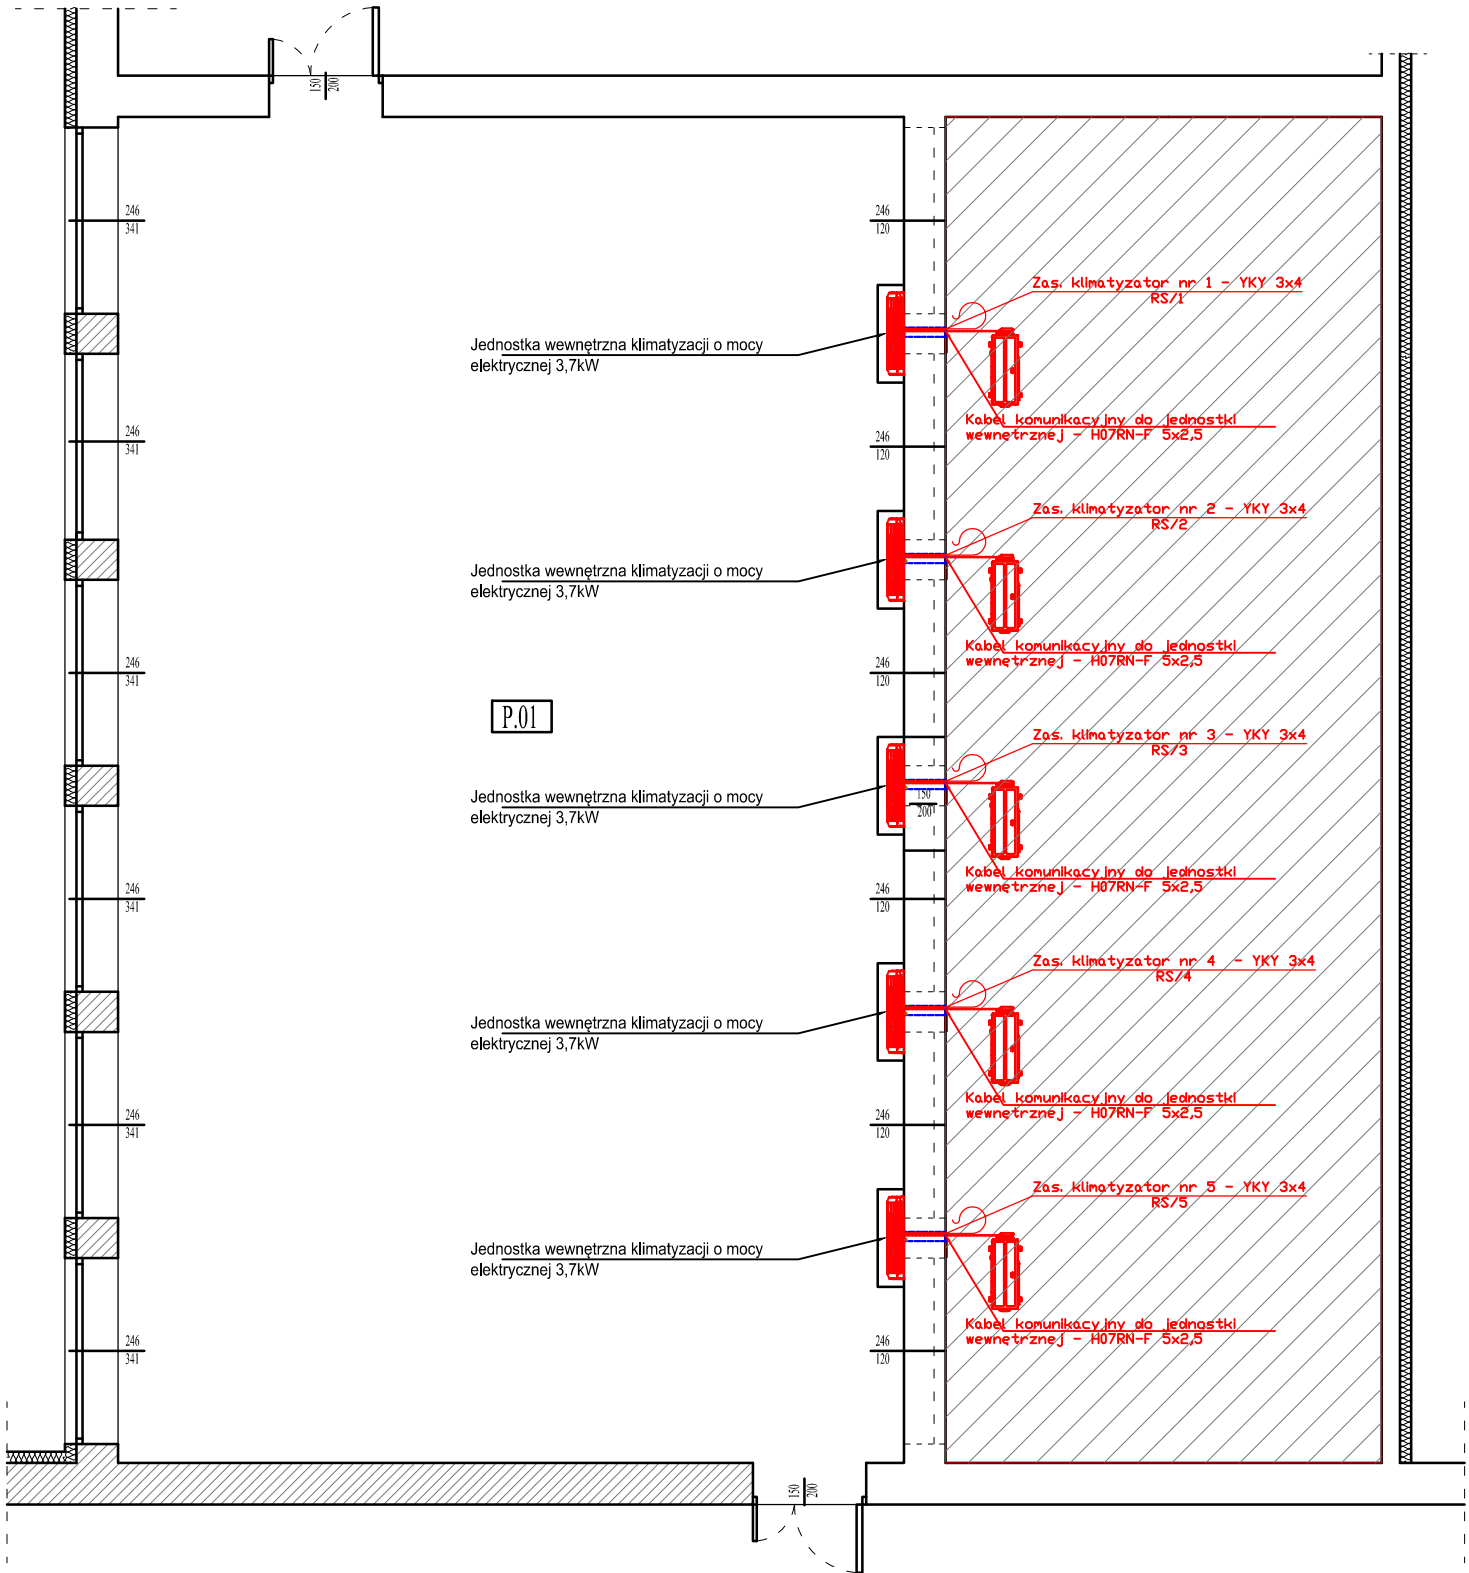 150
200
246
341
246
120
Zas. klimatyzator nr 1 - YKY 3x4
RS/1
Jednostka wewnętrzna klimatyzacji o mocy
elektrycznej 3,7kW
Kabel komunikacyjny do jednostki
wewnętrznej - H07RN-F 5x2,5
246
341
246
120
Zas. klimatyzator nr 2 - YKY 3x4
RS/2
Jednostka wewnętrzna klimatyzacji o mocy
elektrycznej 3,7kW
Kabel komunikacyjny do jednostki
wewnętrznej - H07RN-F 5x2,5
246
341
246
120
P.01
Zas. klimatyzator nr 3 - YKY 3x4
RS/3
Jednostka wewnętrzna klimatyzacji o mocy
elektrycznej 3,7kW
150
200
Kabel komunikacyjny do jednostki
wewnętrznej - H07RN-F 5x2,5
246
341
246
120
Zas. klimatyzator nr 4 - YKY 3x4
RS/4
Jednostka wewnętrzna klimatyzacji o mocy
elektrycznej 3,7kW
Kabel komunikacyjny do jednostki
wewnętrznej - H07RN-F 5x2,5
246
341
246
120
Zas. klimatyzator nr 5 - YKY 3x4
RS/5
Jednostka wewnętrzna klimatyzacji o mocy
elektrycznej 3,7kW
Kabel komunikacyjny do jednostki
wewnętrznej - H07RN-F 5x2,5
246
341
246
120
150
200